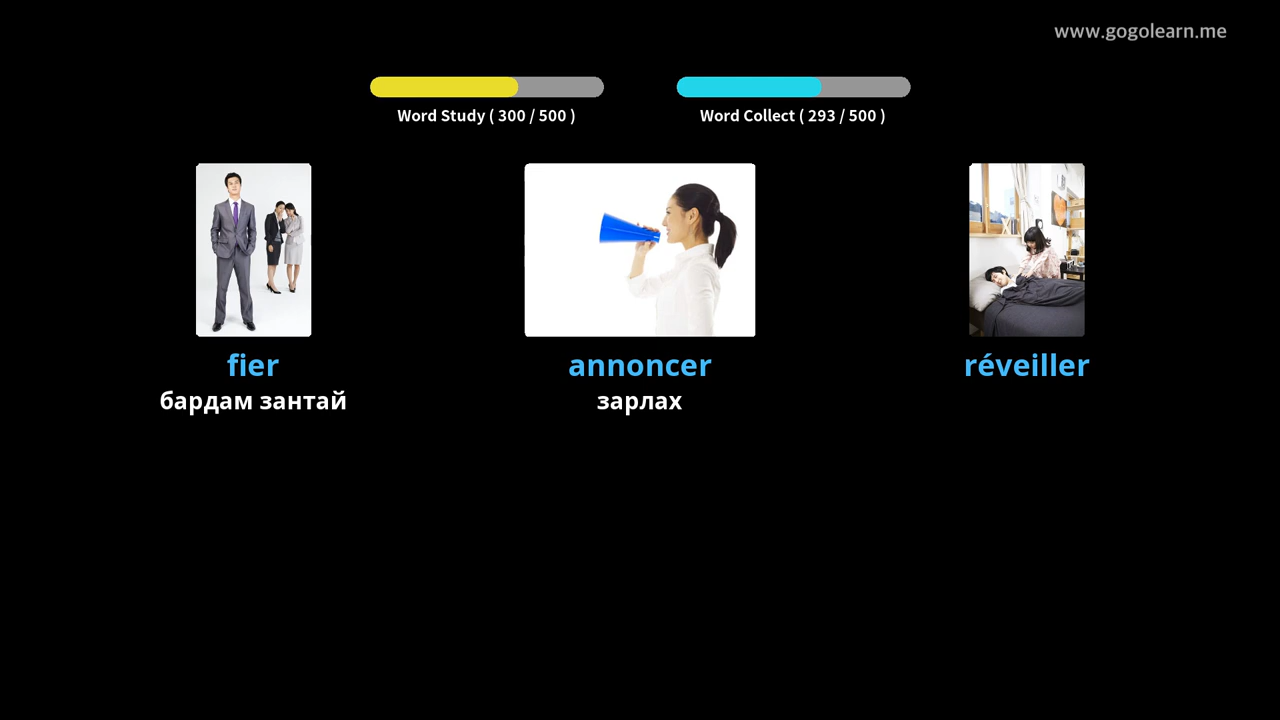 www.gogolearn.me
Word Study ( 300 / 500 )
Word Collect ( 293 / 500 )
fier
annoncer
réveiller
бардам зантай
зарлах